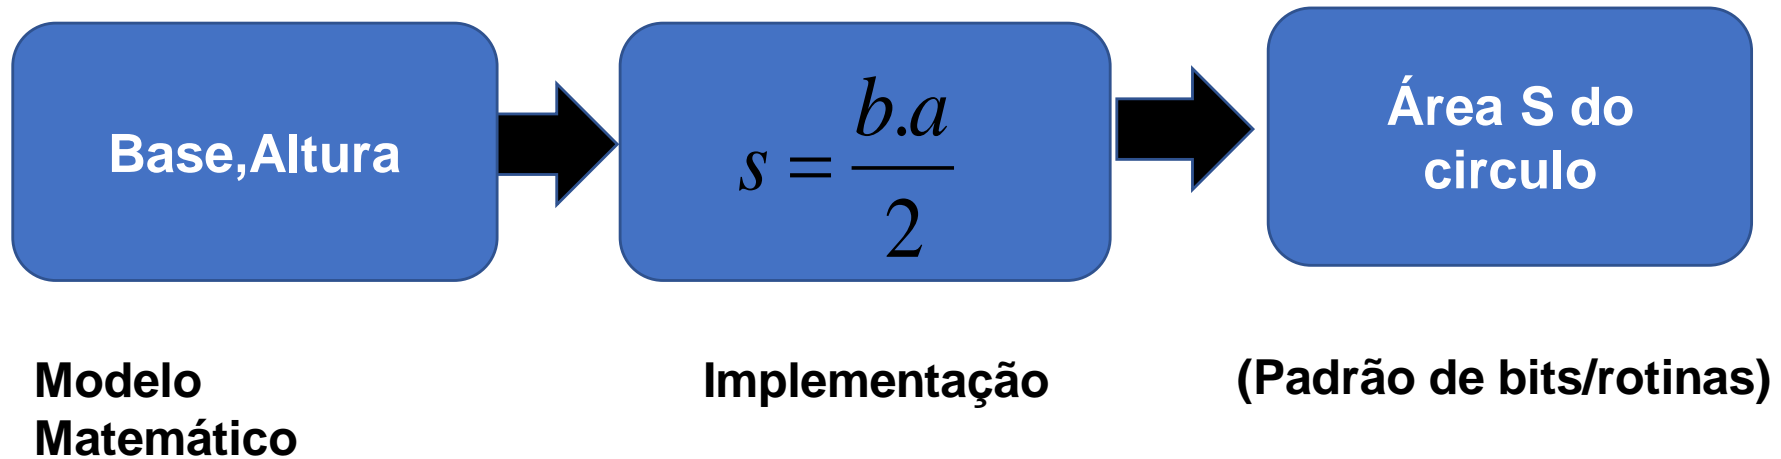 Base,Altura
s = b.a / 2
Área S do
circulo
Modelo
Matemático
Implementação
(Padrão de bits/rotinas)